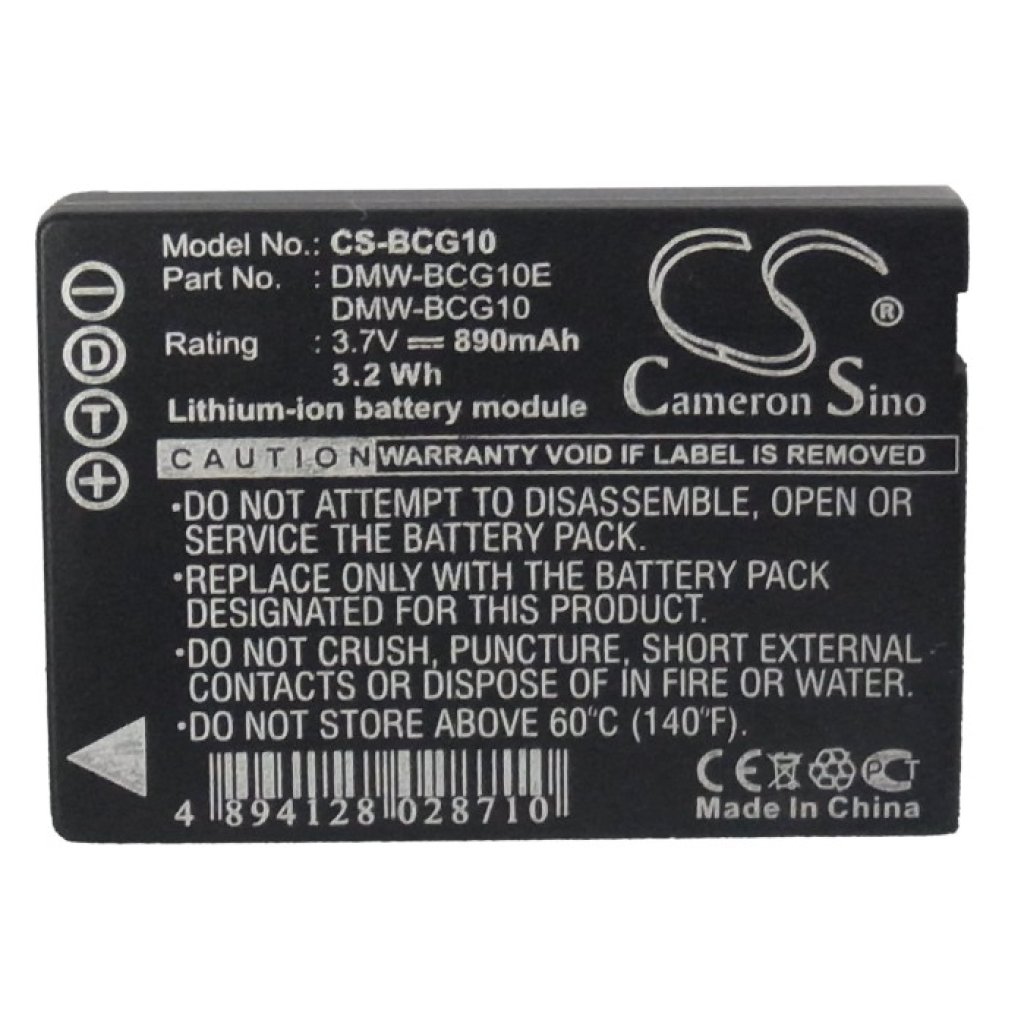 Model No.: CS-BCG10
Part No. : DMW-BCG10E
DMW-BCG10
Rating : 3.7V 890mAh
3.2 Wh
Lithium-ion battery module
CS ®
Cameron Sino
− D T +
CAUTION WARRANTY VOID IF LABEL IS REMOVED
•DO NOT ATTEMPT TO DISASSEMBLE, OPEN OR
SERVICE THE BATTERY PACK.
•REPLACE ONLY WITH THE BATTERY PACK
DESIGNATED FOR THIS PRODUCT.
•DO NOT CRUSH, PUNCTURE, SHORT EXTERNAL
CONTACTS OR DISPOSE OF IN FIRE OR WATER.
•DO NOT STORE ABOVE 60°C (140°F).
4 894128 028710
CE PCT
Made In China